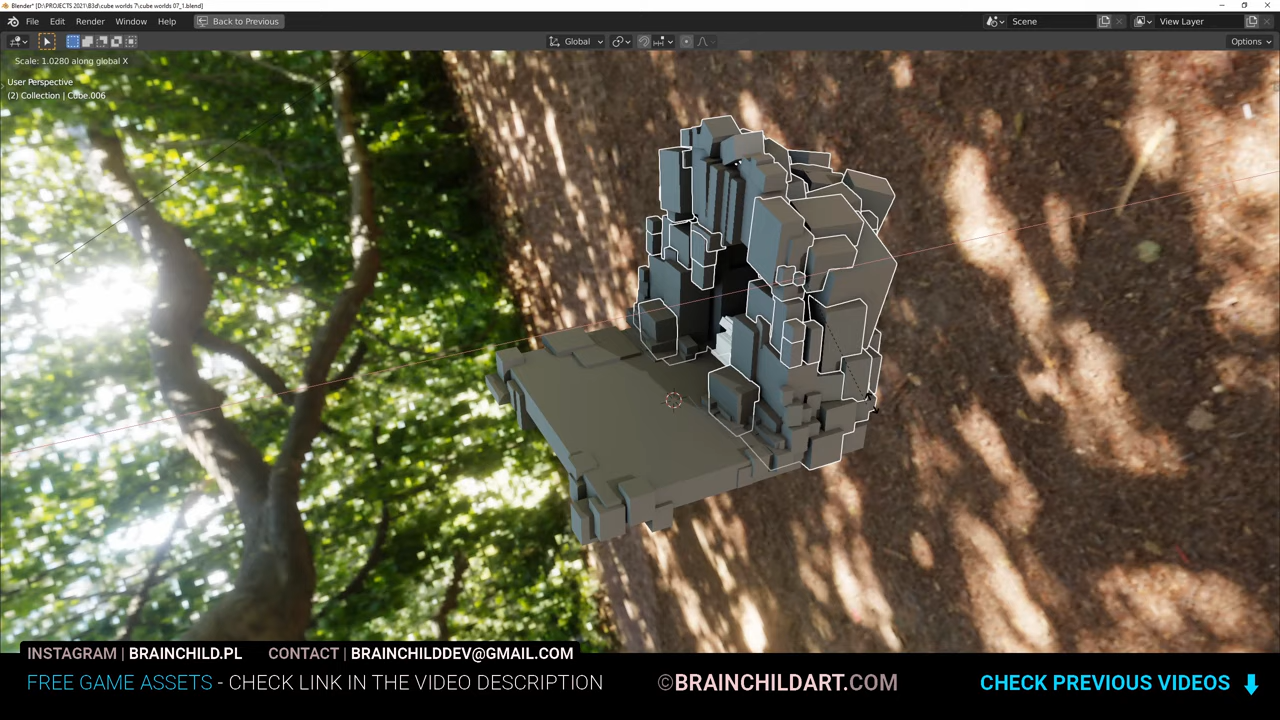 Blender* [D:\PROJECTS 2021\B3d\cube worlds 7\cube worlds 07_1.blend]
File Edit Render Window Help Back to Previous Scene View Layer
Global Options
Scale: 1.0280 along global X
User Perspective
(2) Collection | Cube.006
INSTAGRAM | BRAINCHILD.PL CONTACT | BRAINCHILDDEV@GMAIL.COM
FREE GAME ASSETS - CHECK LINK IN THE VIDEO DESCRIPTION ©BRAINCHILDART.COM CHECK PREVIOUS VIDEOS